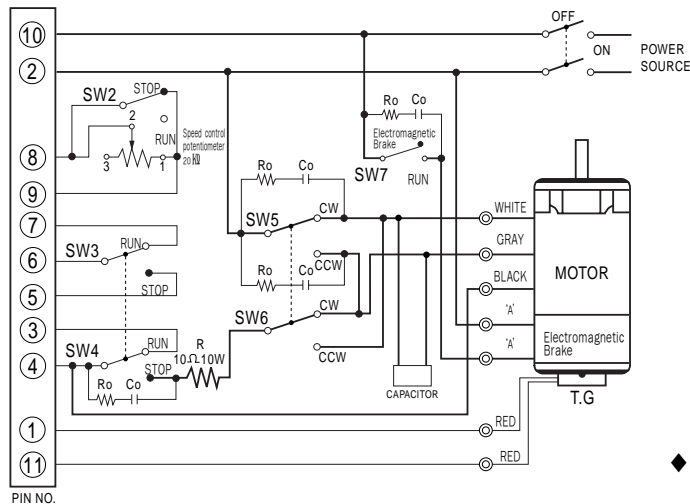 OFF
10
ON
POWER
SOURCE
2
SW2
STOP
Ro Co
2
RUN
Speed control
potentiometer
20 KΩ
Electromagnetic
Brake
8
3
1
SW7
RUN
Ro Co
9
7
SW5
CW
WHITE
SW3
RUN
GRAY
6
Ro Co
CCW
BLACK
MOTOR
5
STOP
CW
'A'
3
SW6
R
10Ω10W
RUN
Electromagnetic
Brake
4
SW4
STOP
CCW
'A'
Ro Co
CAPACITOR
T.G
1
RED
11
RED
PIN NO.